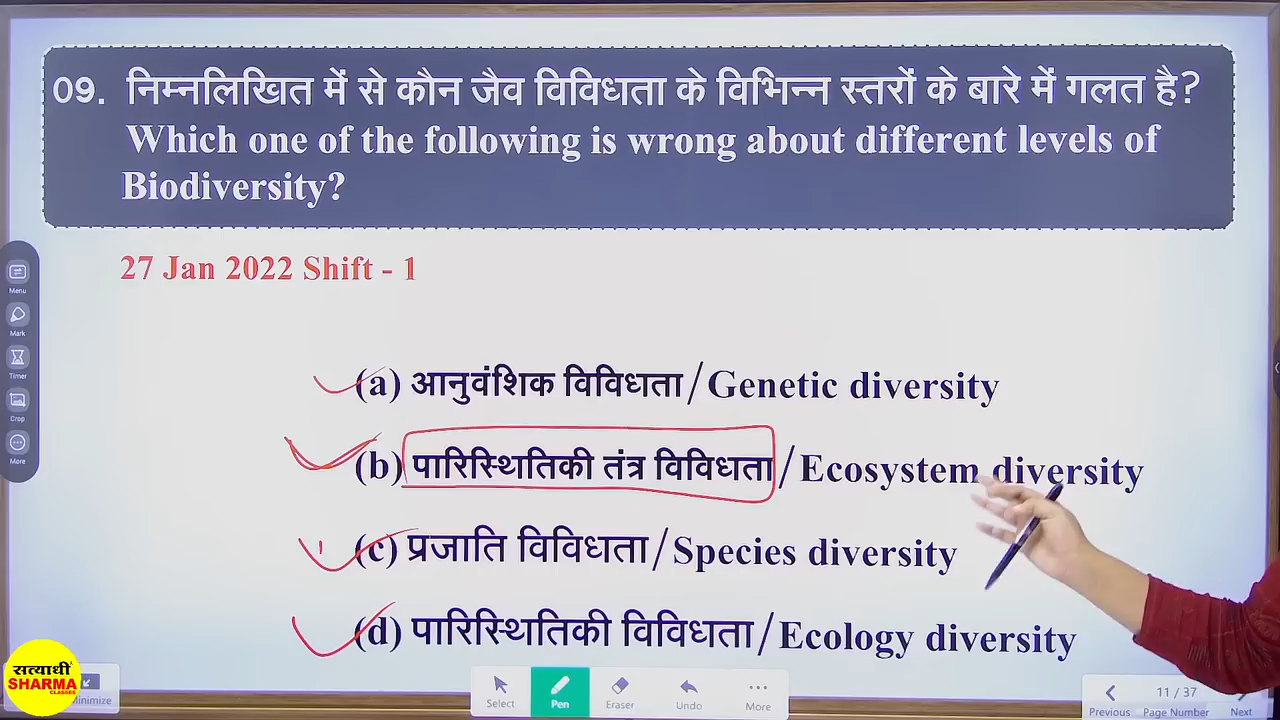 09. निम्नलिखित में से कौन जैव विविधता के विभिन्न स्तरों के बारे में गलत है?
Which one of the following is wrong about different levels of
Biodiversity?
27 Jan 2022 Shift - 1
(a) आनुवंशिक विविधता/Genetic diversity
(b) पारिस्थितिकी तंत्र विविधता/Ecosystem diversity
(c) प्रजाति विविधता/Species diversity
(d) पारिस्थितिकी विविधता/Ecology diversity
Menu
Mark
Timer
Crop
More
सत्यार्थी
SHARMA
CLASSES
Minimize
Select
Pen
Eraser
Undo
More
Previous
11 / 37
Page Number
Next